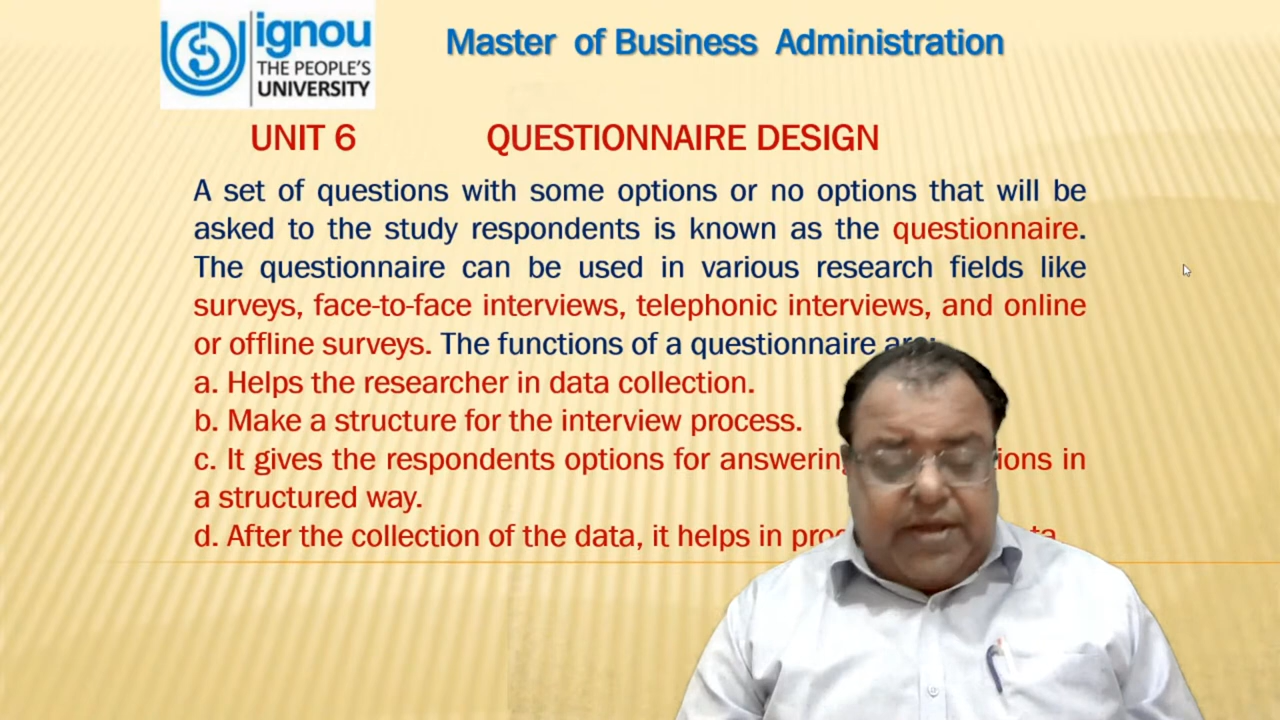 ignou
THE PEOPLE'S
UNIVERSITY
Master of Business Administration
UNIT 6 QUESTIONNAIRE DESIGN
A set of questions with some options or no options that will be
asked to the study respondents is known as the questionnaire.
The questionnaire can be used in various research fields like
surveys, face-to-face interviews, telephonic interviews, and online
or offline surveys. The functions of a questionnaire are:
a. Helps the researcher in data collection.
b. Make a structure for the interview process.
c. It gives the respondents options for in
a structured way.
d. After the collection of the data, it helps in